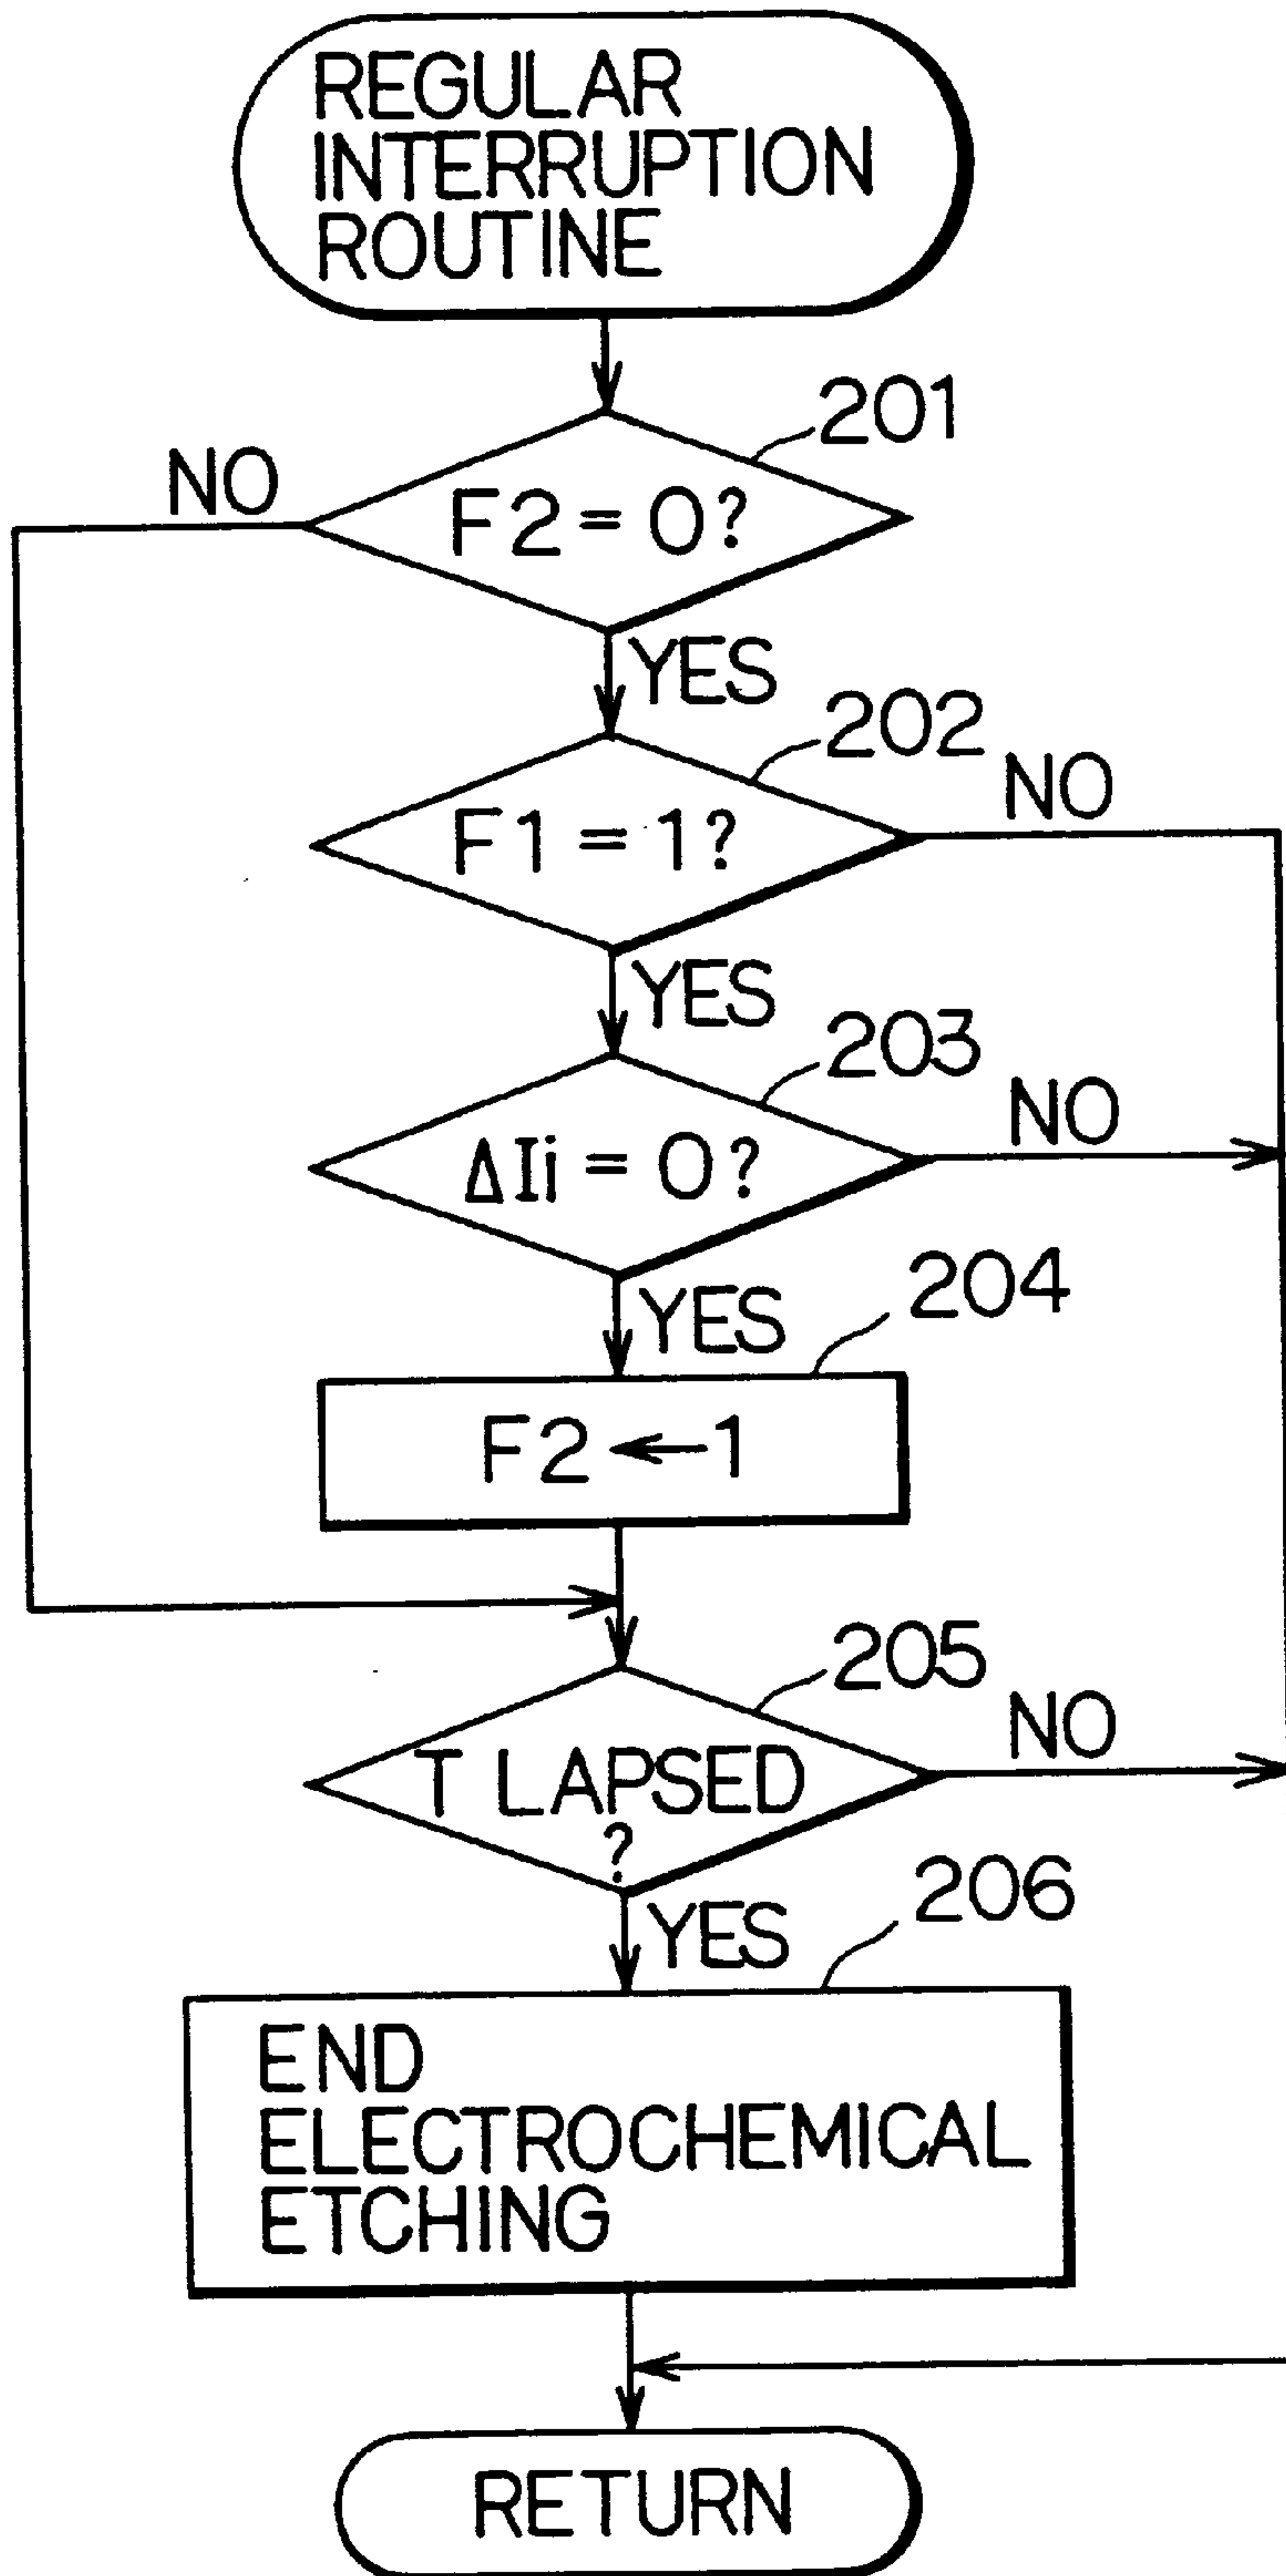 REGULAR
INTERRUPTION
ROUTINE
201
NO
F2 = 0?
YES
202
NO
F1 = 1?
YES
203
NO
ΔIi = 0?
YES
204
F2 ← 1
205
NO
T LAPSED
?
YES
206
END
ELECTROCHEMICAL
ETCHING
RETURN